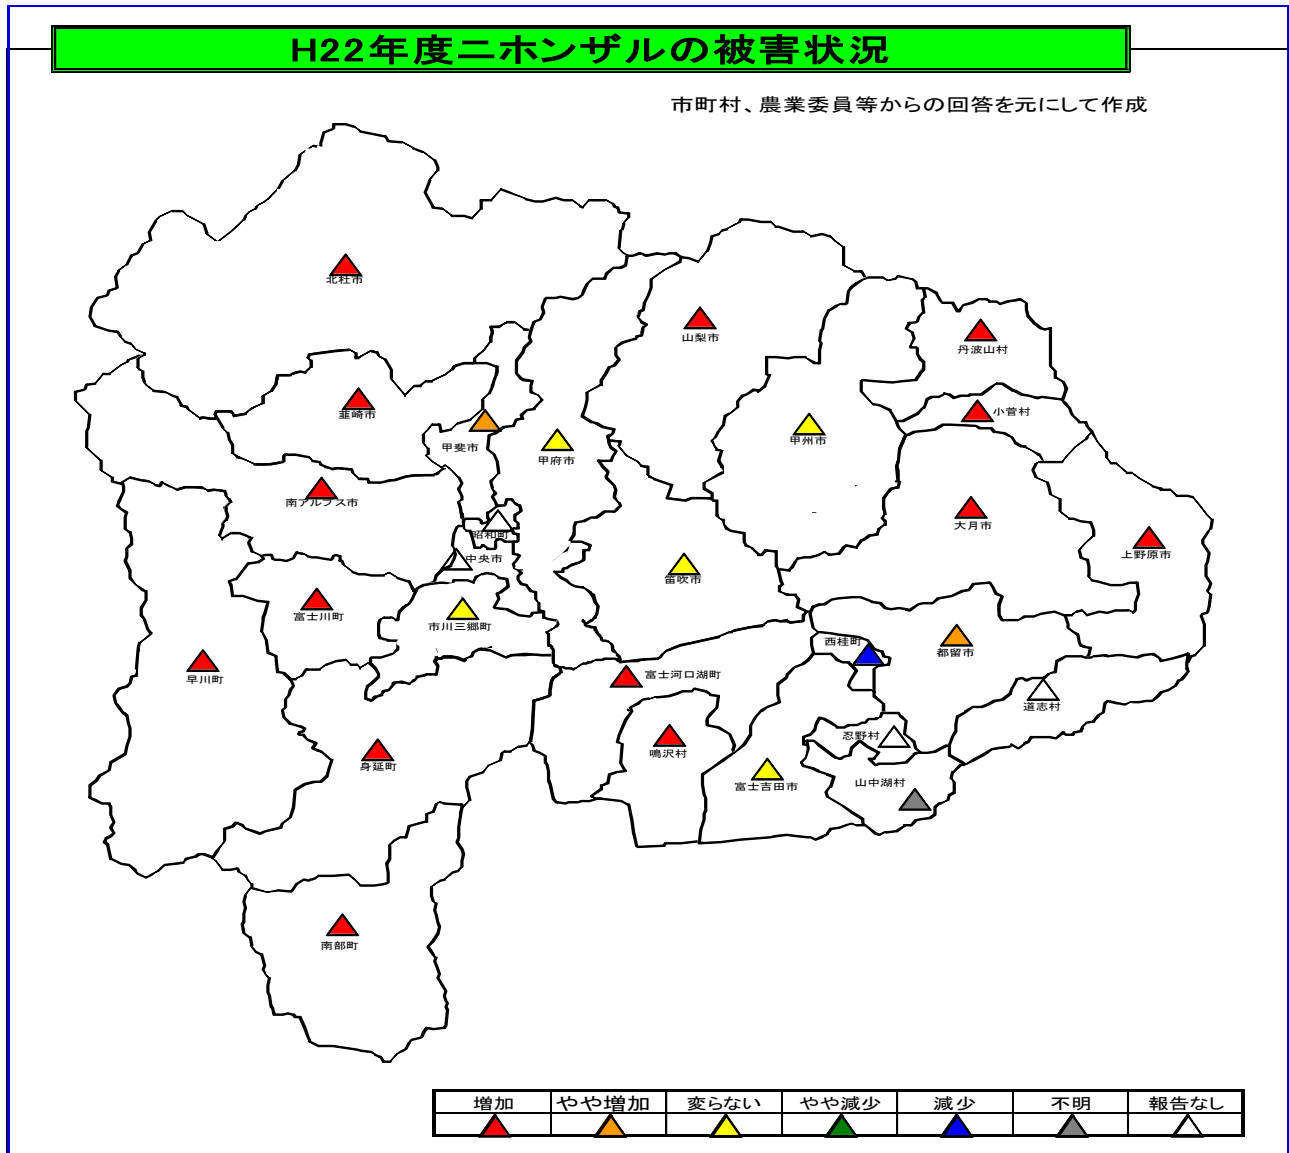 H22年度ニホンザルの被害状況
市町村、農業委員等からの回答を元にして作成
北杜市
山梨市
丹波山村
韮崎市
小菅村
甲斐市
甲府市
甲州市
南アルプス市
昭和町
大月市
中央市
上野原市
笛吹市
富士川町
市川三郷町
西桂町
都留市
早川町
富士河口湖町
道志村
忍野村
鳴沢村
身延町
富士吉田市
山中湖村
南部町
増加 やや増加 変らない やや減少 減少 不明 報告なし